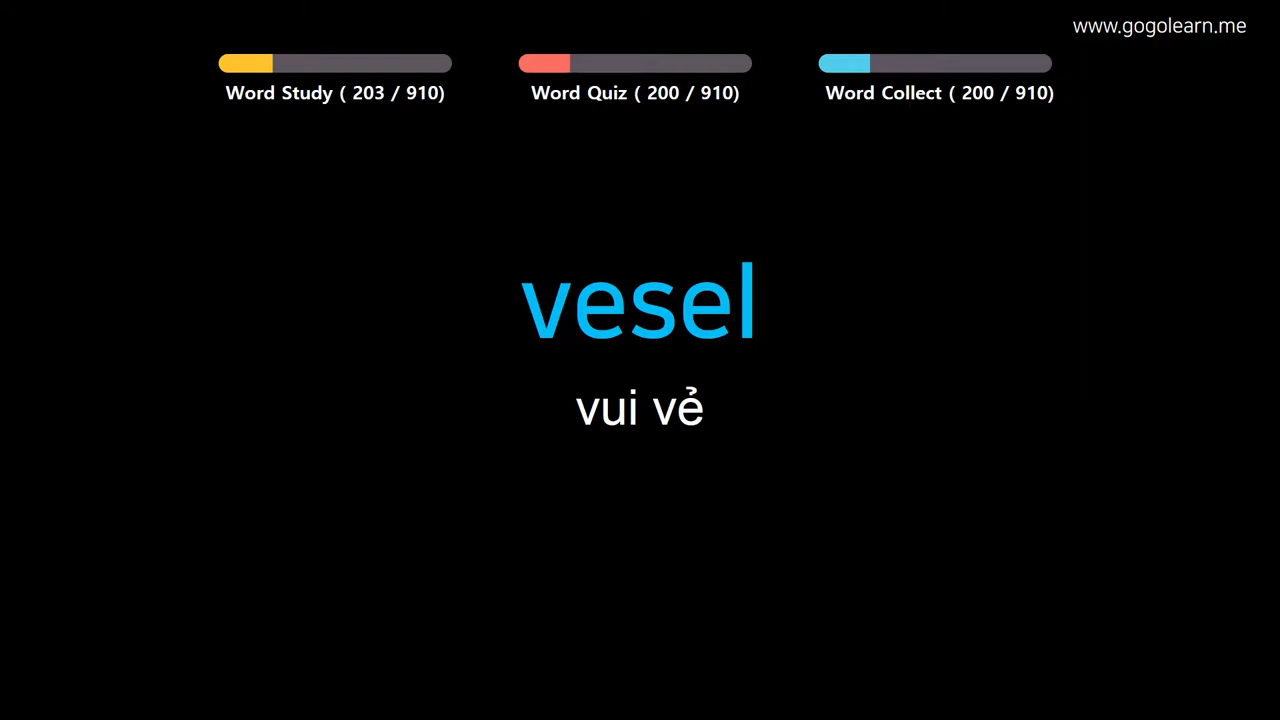 www.gogolearn.me
Word Study ( 203 / 910)
Word Quiz ( 200 / 910)
Word Collect ( 200 / 910)
vesel
vui vẻ